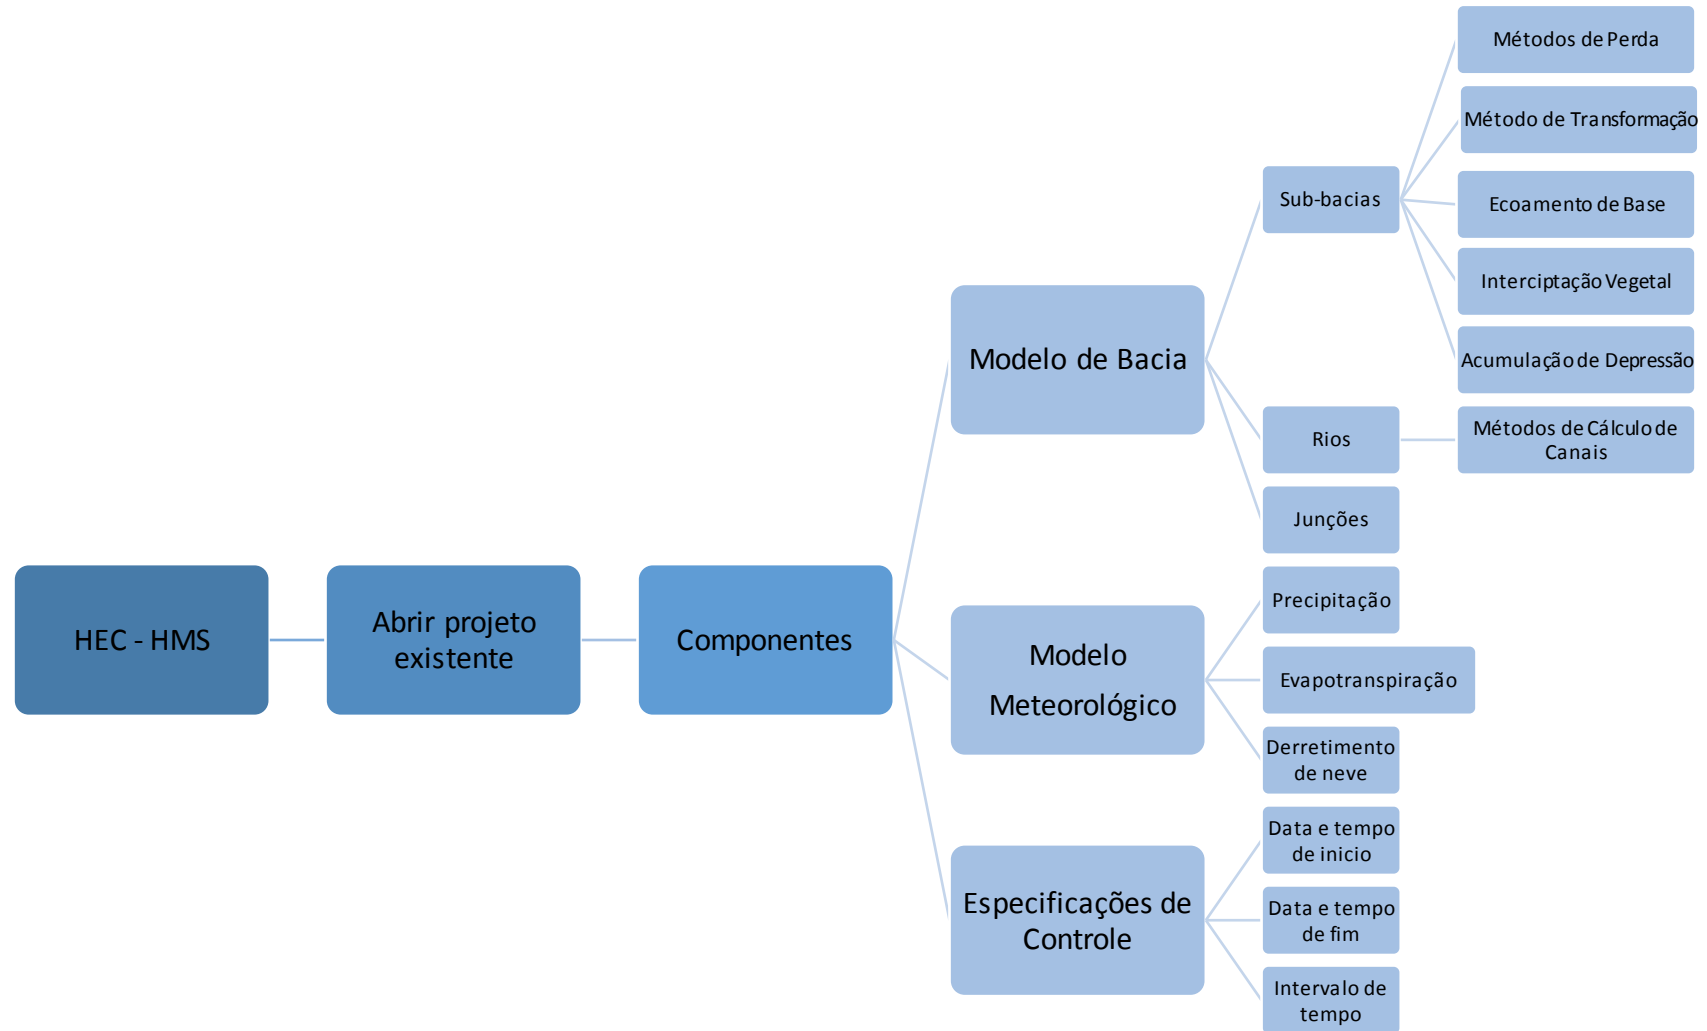 HEC - HMS
Abrir projeto
existente
Componentes
Modelo de Bacia
Sub-bacias
Métodos de Perda
Método de Transformação
Ecoamento de Base
Interciptação Vegetal
Acumulação de Depressão
Rios
Métodos de Cálculo de
Canais
Junções
Modelo
Meteorológico
Precipitação
Evapotranspiração
Derretimento
de neve
Especificações de
Controle
Data e tempo
de inicio
Data e tempo
de fim
Intervalo de
tempo